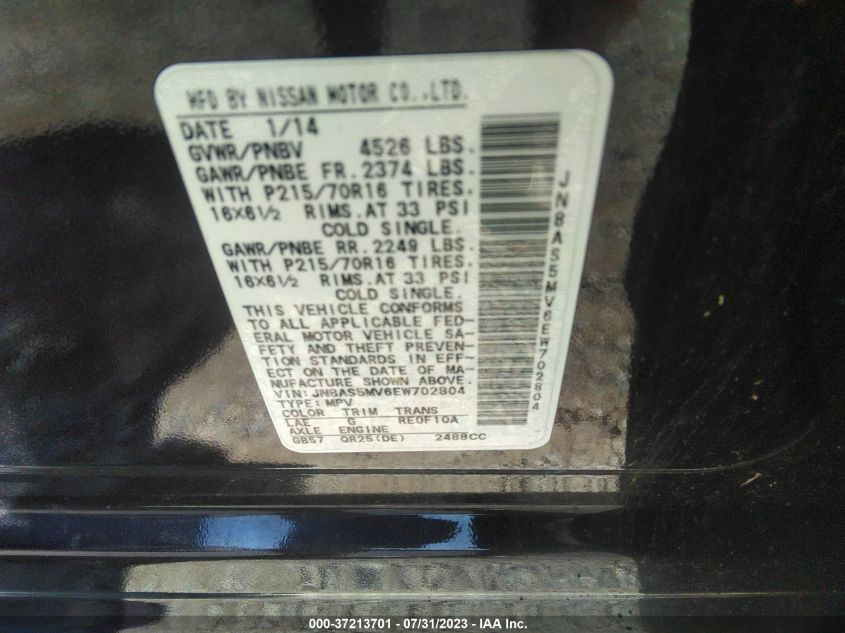 MFD BY NISSAN MOTOR CO.,LTD.
DATE 1/14
GVWR/PNBV 4526 LBS.
GAWR/PNBE FR. 2374 LBS.
WITH P215/70R16 TIRES.
16X6½ RIMS. AT 33 PSI
COLD SINGLE.
GAWR/PNBE RR. 2249 LBS.
WITH P215/70R16 TIRES.
16X6½ RIMS. AT 33 PSI
COLD SINGLE.
THIS VEHICLE CONFORMS
TO ALL APPLICABLE FED-
ERAL MOTOR VEHICLE SA-
FETY AND THEFT PREVEN-
TION STANDARDS IN EFF-
ECT ON THE DATE OF MA-
NUFACTURE SHOWN ABOVE.
VIN: JN8AS5MV6EW702804
TYPE: MPV
COLOR TRIM TRANS
LAE G RE0F10A
AXLE ENGINE
GB57 QR25(DE) 2488CC
JN8AS5MV6EW702804
000-37213701 - 07/31/2023 - IAA Inc.